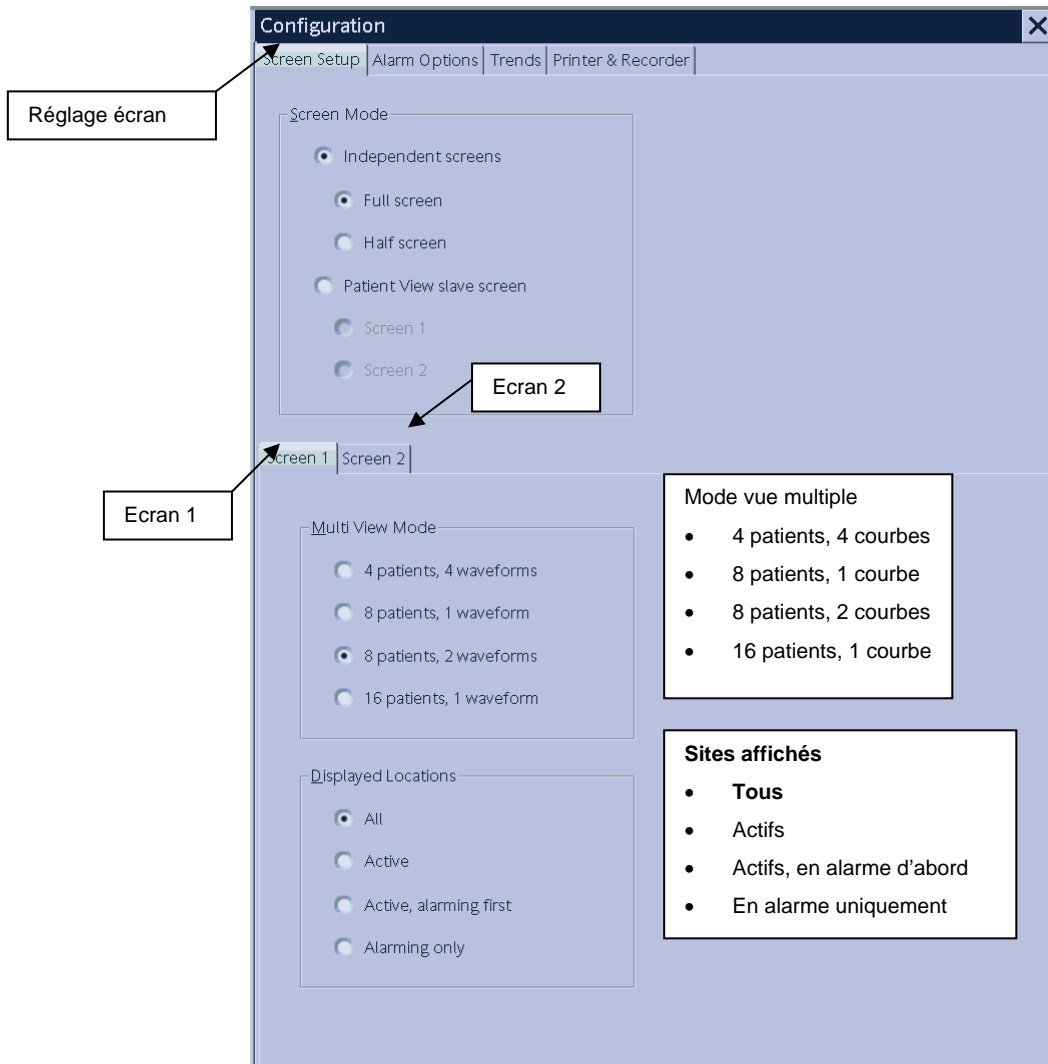 Configuration
Screen Setup Alarm Options Trends Printer & Recorder
Réglage écran
Screen Mode
Independent screens
Full screen
Half screen
Patient View slave screen
Screen 1
Screen 2
Ecran 2
Screen 1 Screen 2
Ecran 1
Multi View Mode
4 patients, 4 waveforms
8 patients, 1 waveform
8 patients, 2 waveforms
16 patients, 1 waveform
Mode vue multiple
• 4 patients, 4 courbes
• 8 patients, 1 courbe
• 8 patients, 2 courbes
• 16 patients, 1 courbe
Displayed Locations
All
Active
Active, alarming first
Alarming only
Sites affichés
• Tous
• Actifs
• Actifs, en alarme d’abord
• En alarme uniquement